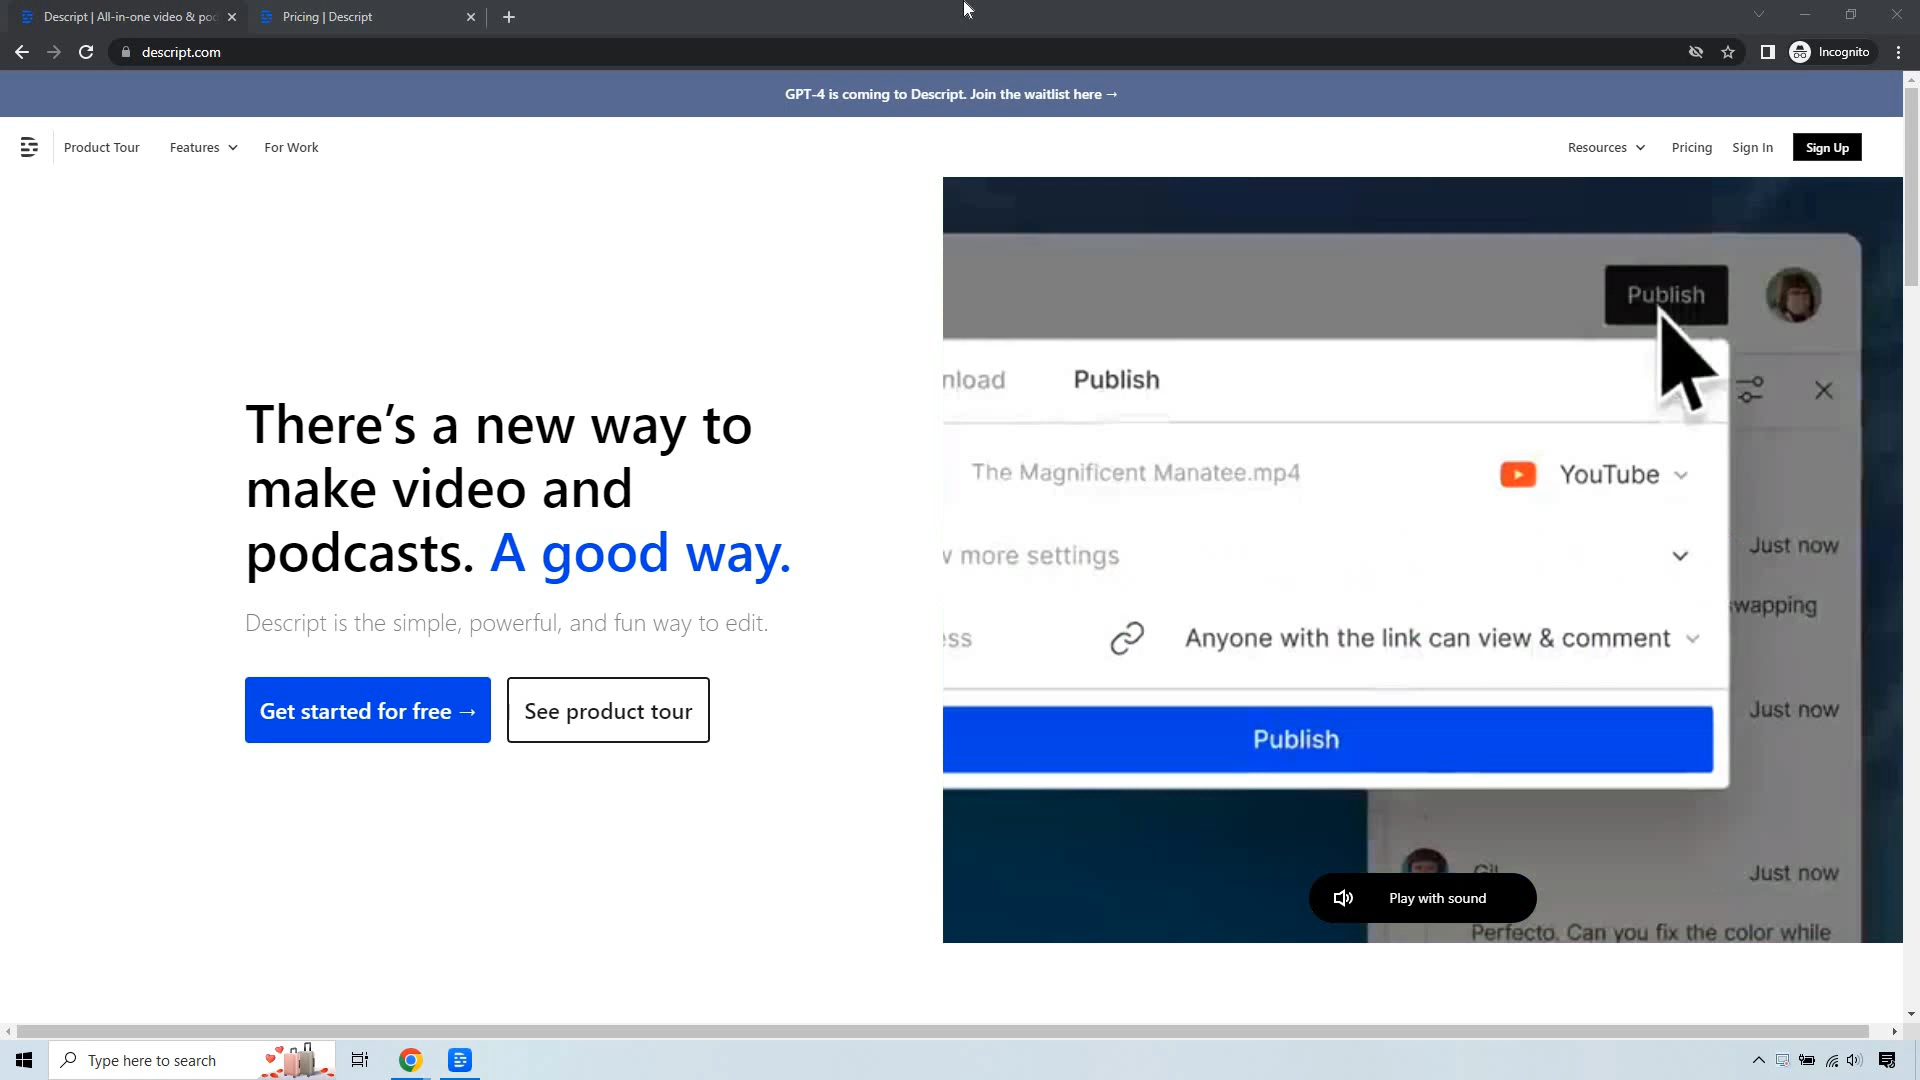 Descript | All-in-one video & pod
Pricing | Descript
descript.com
Incognito
GPT-4 is coming to Descript. Join the waitlist here →
Product Tour
Features
For Work
Resources
Pricing
Sign In
Sign Up
There’s a new way to
make video and
podcasts. A good way.
Descript is the simple, powerful, and fun way to edit.
Get started for free →
See product tour
Publish
nload
Publish
The Magnificent Manatee.mp4
YouTube
w more settings
ess
Anyone with the link can view & comment
Publish
Just now
swapping
Just now
Gil
Just now
Play with sound
Perfecto. Can you fix the color while
Type here to search